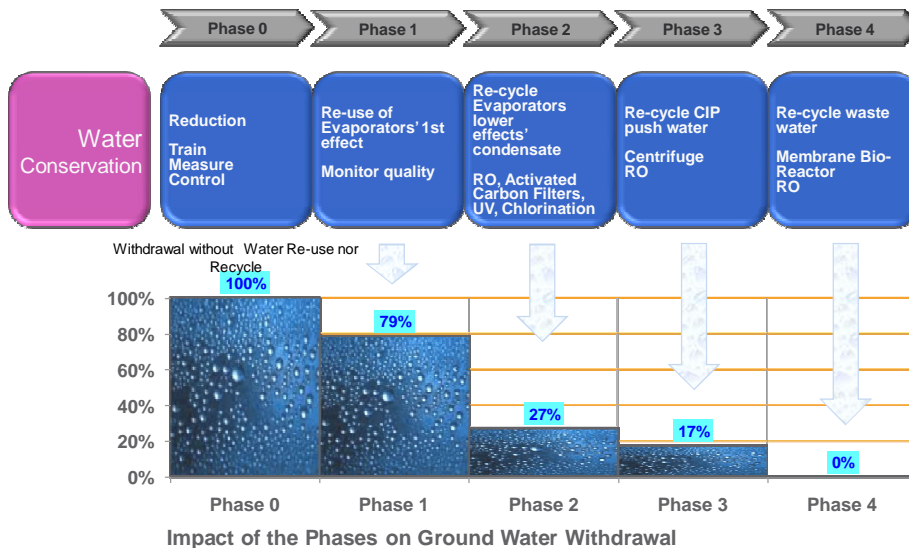 Phase 0
Phase 1
Phase 2
Phase 3
Phase 4
Water
Conservation
Reduction
Train
Measure
Control
Re-use of
Evaporators' 1st
effect
Monitor quality
Re-cycle
Evaporators
lower
effects'
condensate
RO, Activated
Carbon Filters,
UV, Chlorination
Re-cycle CIP
push water
Centrifuge
RO
Re-cycle waste
water
Membrane Bio-
Reactor
RO
Withdrawal without Water Re-use nor
Recycle
100%
79%
27%
17%
0%
100%
80%
60%
40%
20%
0%
Phase 0
Phase 1
Phase 2
Phase 3
Phase 4
Impact of the Phases on Ground Water Withdrawal